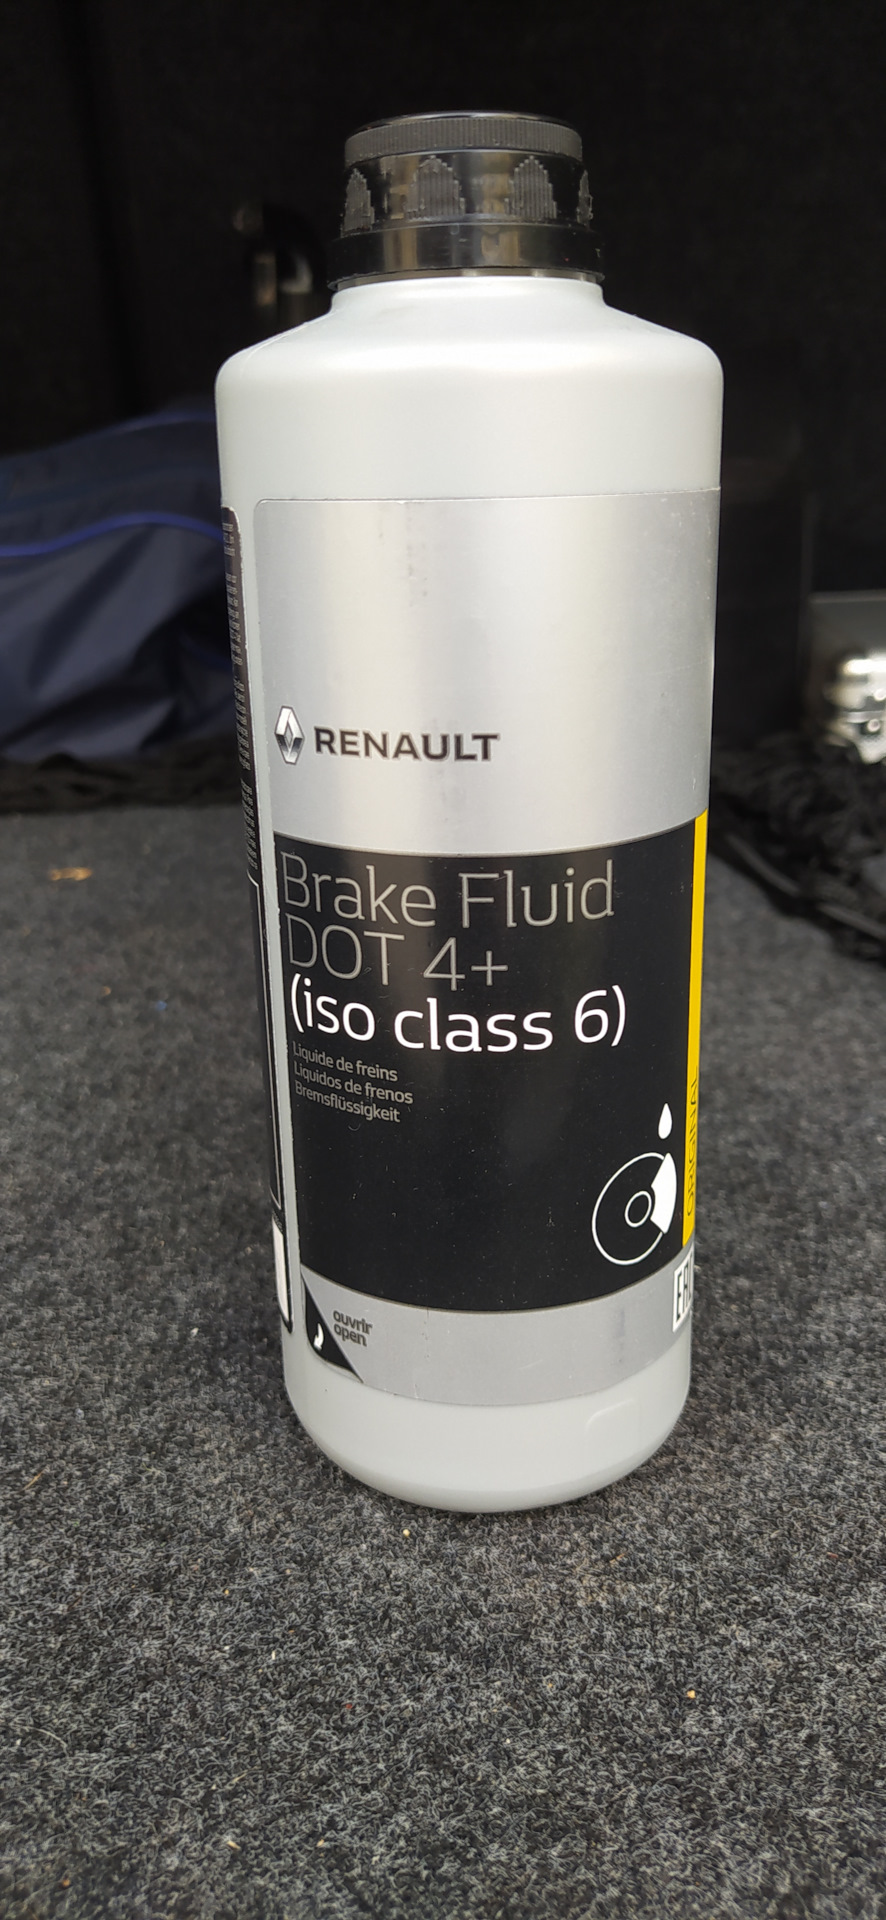 RENAULT
Brake Fluid
DOT 4+
(iso class 6)
Liquide de freins
Liquidos de frenos
Bremsflüssigkeit
ORIGINAL
ouvrir
open